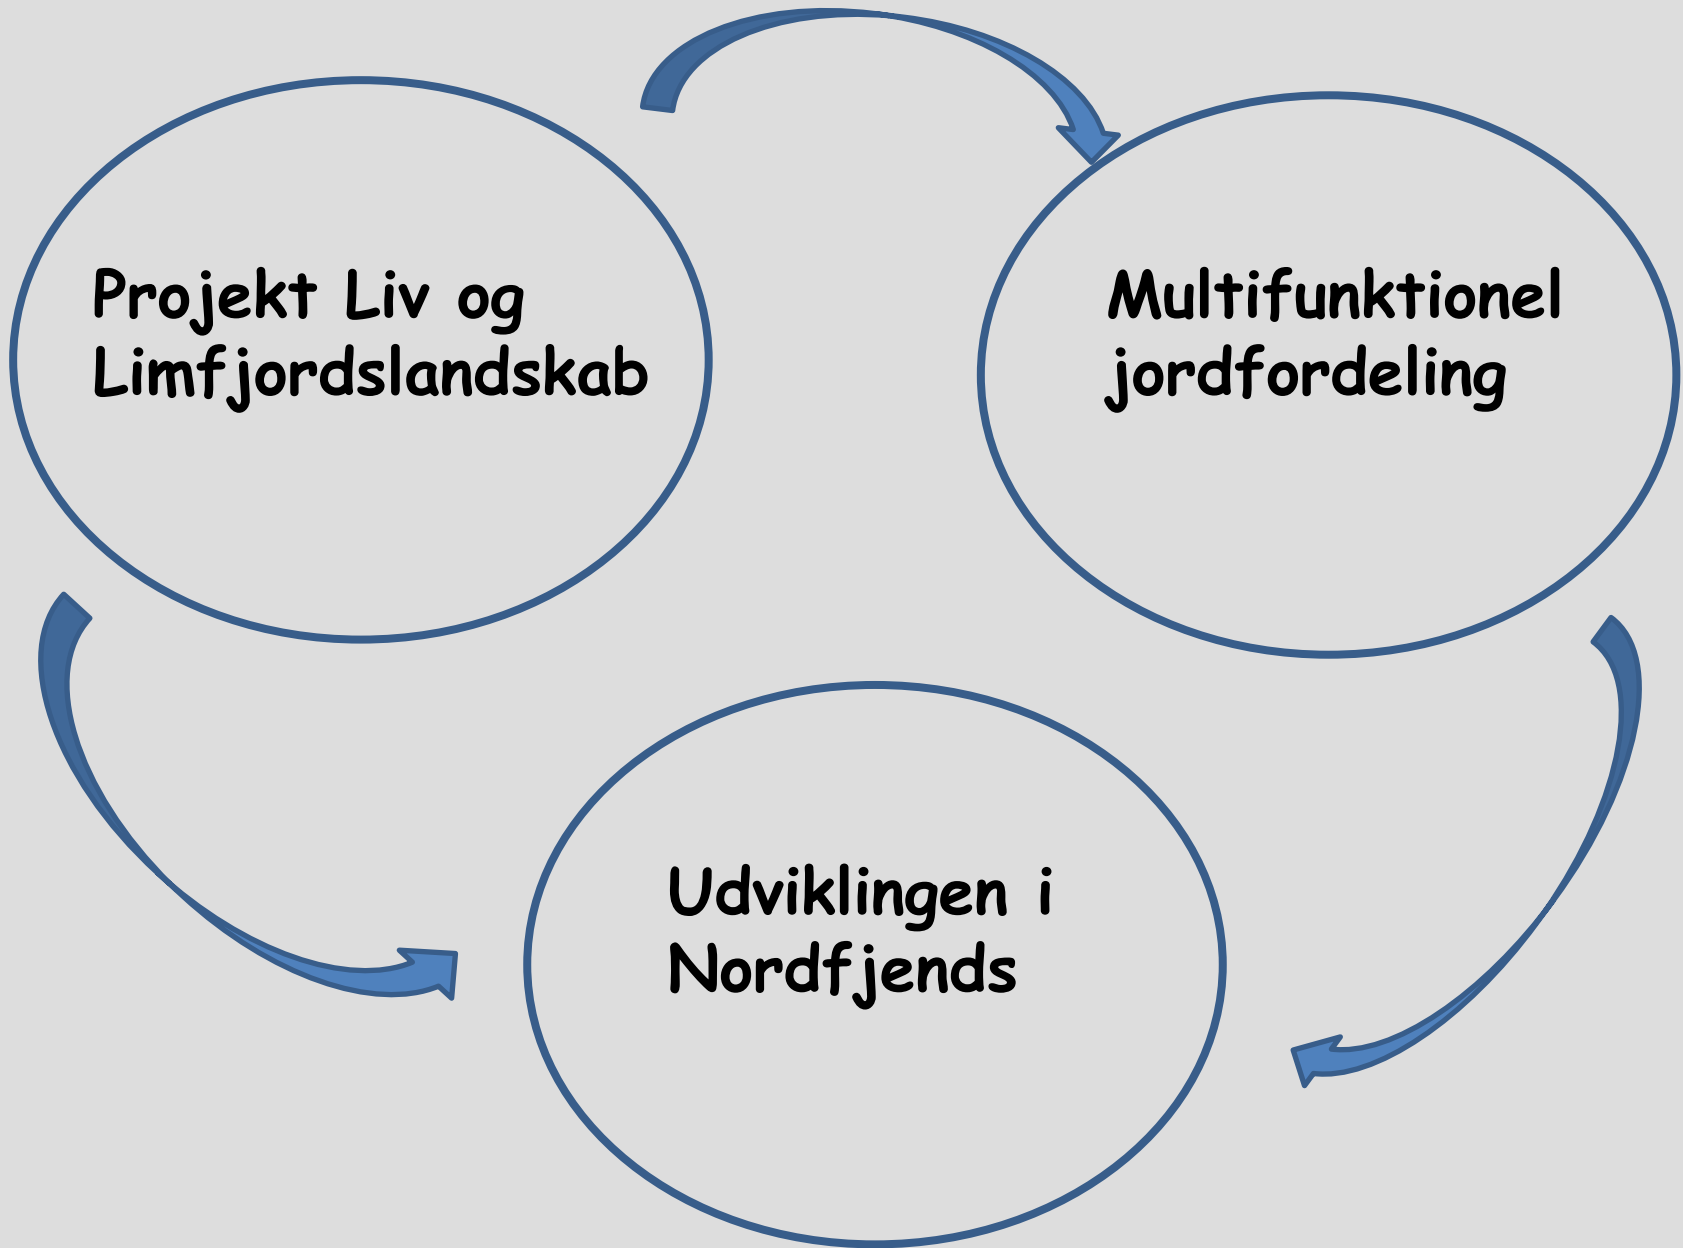 Projekt Liv og
Limfjordslandskab
Multifunktionel
jordfordeling
Udviklingen i
Nordfjends